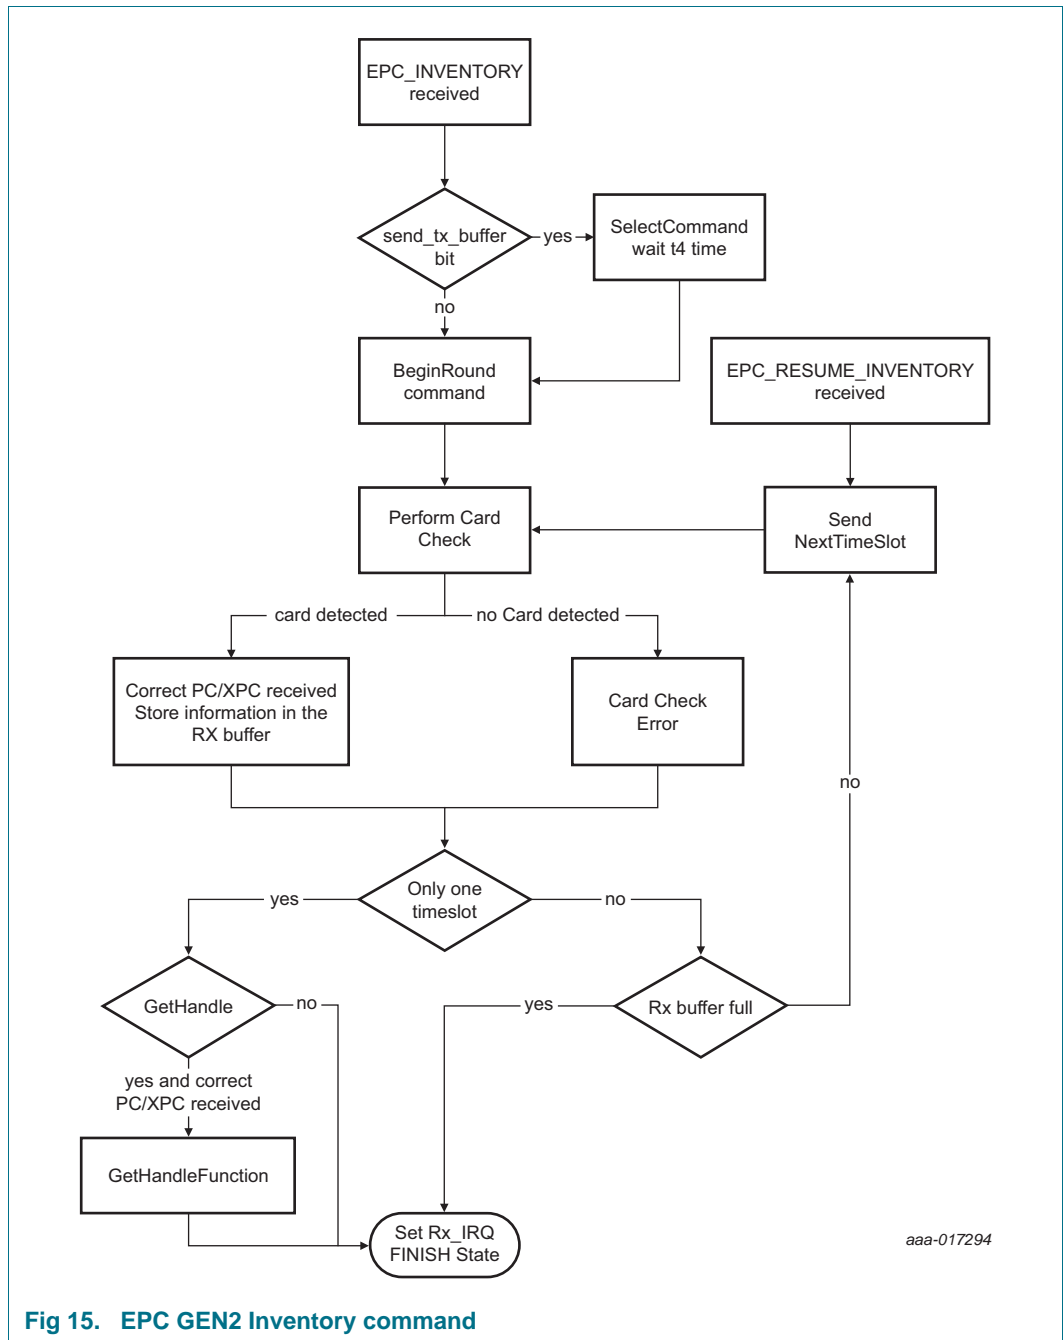 EPC_INVENTORY
received
send_tx_buffer
bit
yes
SelectCommand
wait t4 time
no
BeginRound
command
EPC_RESUME_INVENTORY
received
Perform Card
Check
Send
NextTimeSlot
card detected
no Card detected
Correct PC/XPC received
Store information in the
RX buffer
Card Check
Error
no
Only one
timeslot
yes
no
GetHandle
no
yes
Rx buffer full
yes and correct
PC/XPC received
GetHandleFunction
Set Rx_IRQ
FINISH State
aaa-017294
Fig 15. EPC GEN2 Inventory command